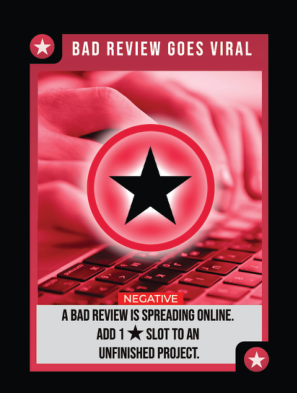 BAD REVIEW GOES VIRAL
NEGATIVE
A BAD REVIEW IS SPREADING ONLINE.
ADD 1 ★ SLOT TO AN
UNFINISHED PROJECT.